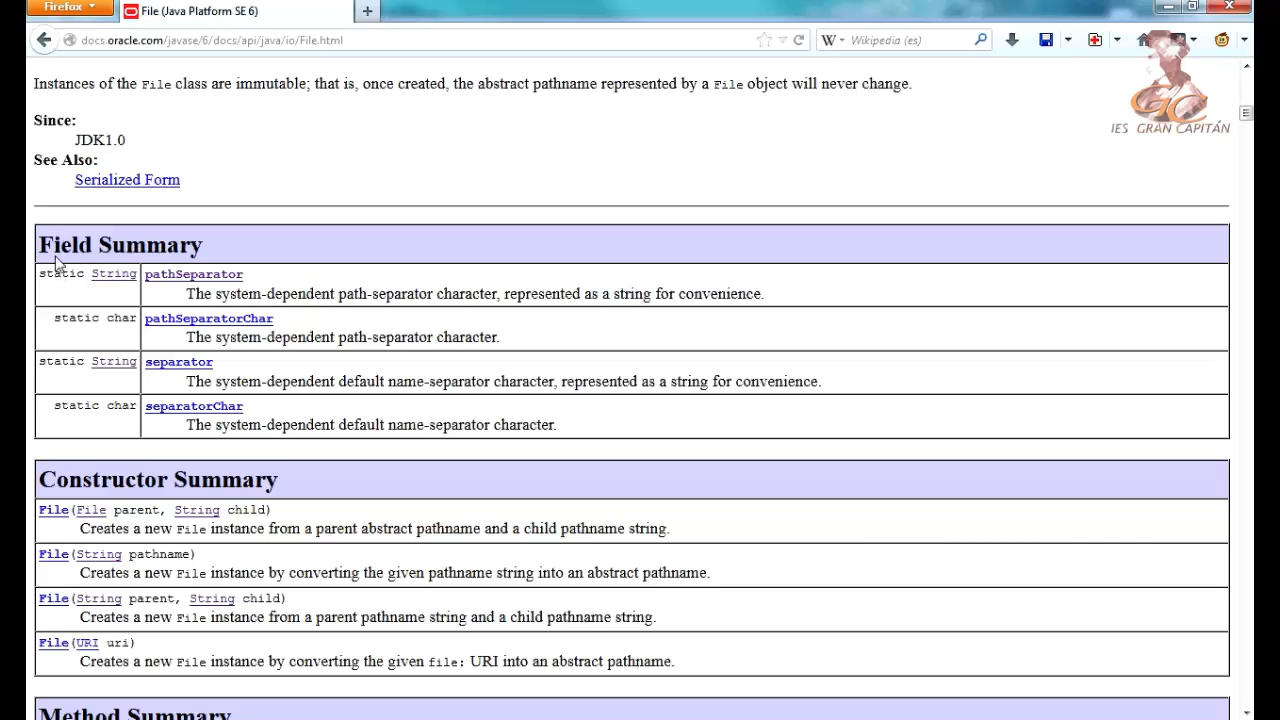 Firefox
File (Java Platform SE 6)
docs.oracle.com/javase/6/docs/api/java/io/File.html
Wikipedia (es)
Instances of the File class are immutable; that is, once created, the abstract pathname represented by a File object will never change.
IES GRAN CAPITÁN
Since:
JDK1.0
See Also:
Serialized Form
Field Summary
static String pathSeparator
The system-dependent path-separator character, represented as a string for convenience.
static char pathSeparatorChar
The system-dependent path-separator character.
static String separator
The system-dependent default name-separator character, represented as a string for convenience.
static char separatorChar
The system-dependent default name-separator character.
Constructor Summary
File(File parent, String child)
Creates a new File instance from a parent abstract pathname and a child pathname string.
File(String pathname)
Creates a new File instance by converting the given pathname string into an abstract pathname.
File(String parent, String child)
Creates a new File instance from a parent pathname string and a child pathname string.
File(URI uri)
Creates a new File instance by converting the given file: URI into an abstract pathname.
Method Summary